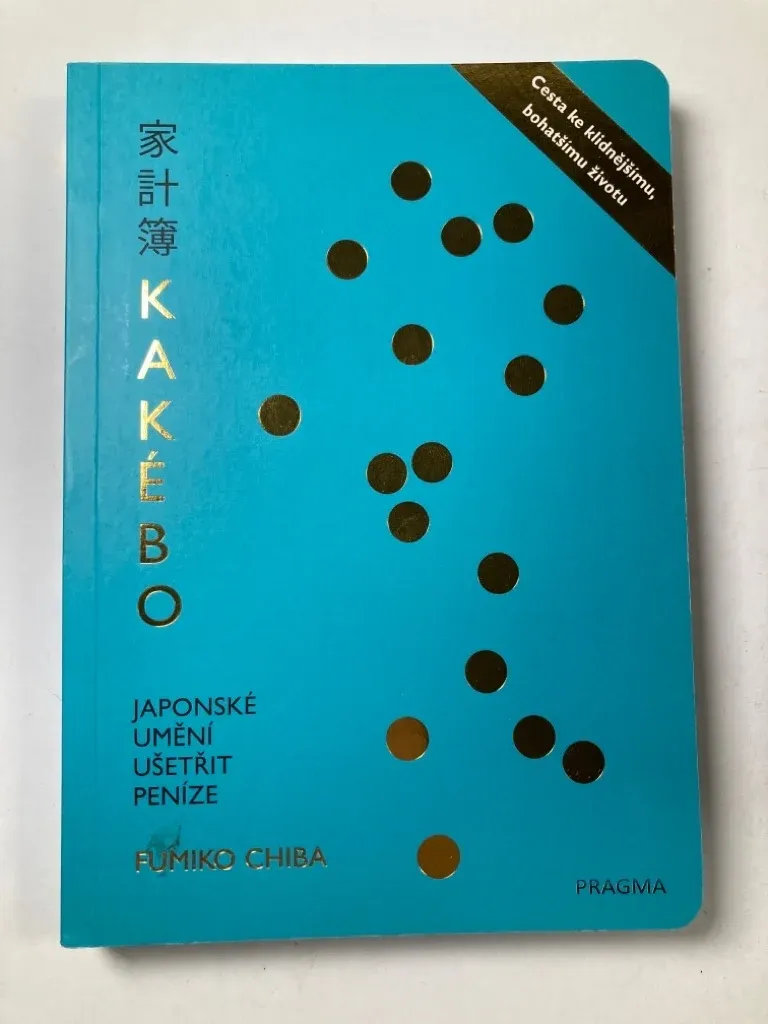 Cesta ke klidnějšímu,
bohatšímu životu
家計簿
KAKÉBO
JAPONSKÉ
UMĚNÍ
UŠETŘIT
PENÍZE
FUMIKO CHIBA
PRAGMA